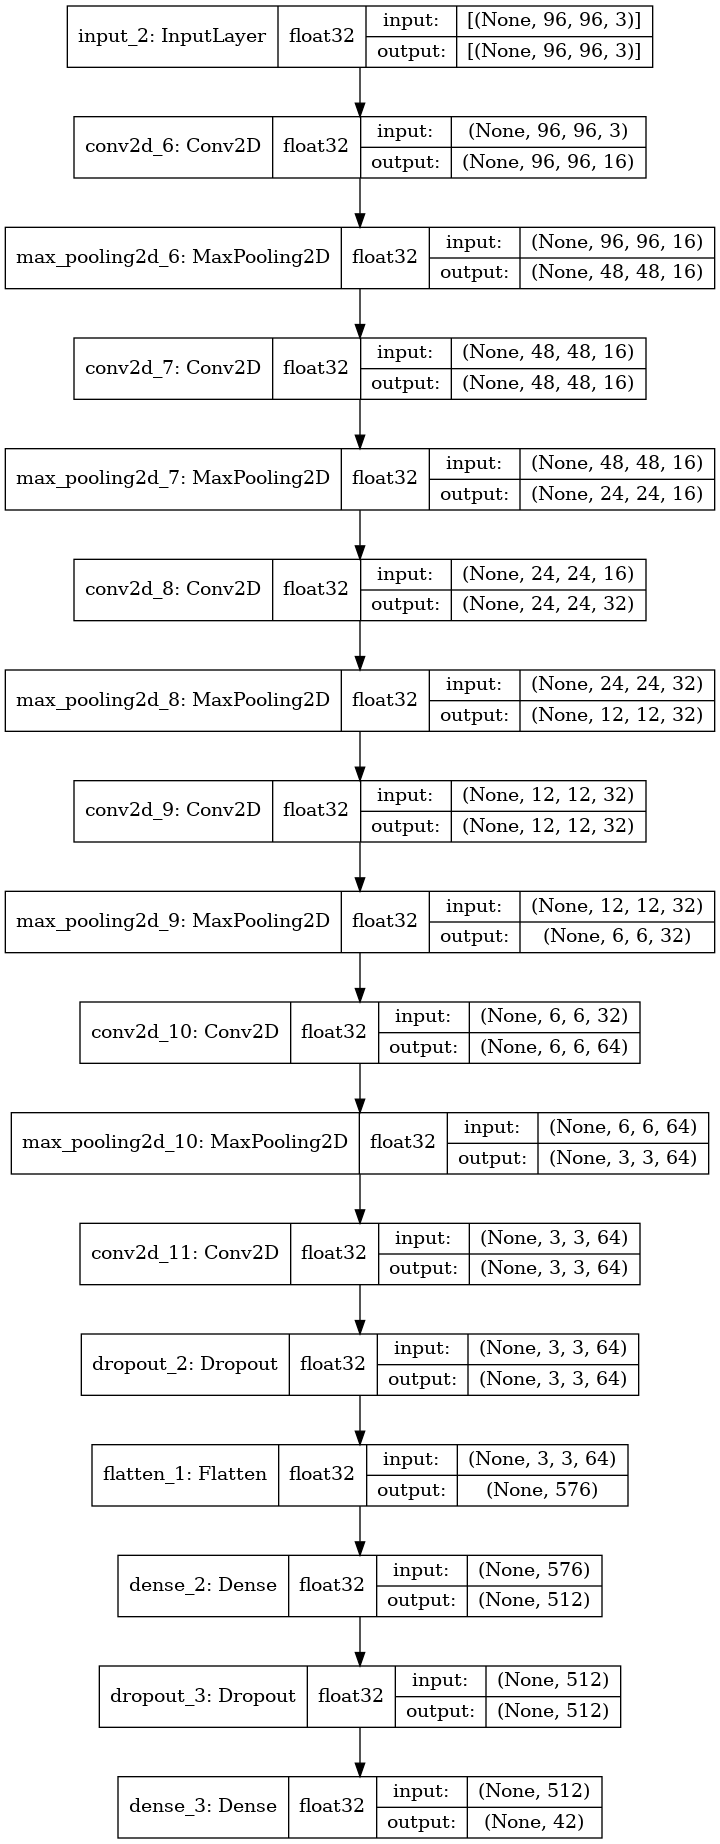 input_2: InputLayer float32 input: [(None, 96, 96, 3)]
output: [(None, 96, 96, 3)]
conv2d_6: Conv2D float32 input: (None, 96, 96, 3)
output: (None, 96, 96, 16)
max_pooling2d_6: MaxPooling2D float32 input: (None, 96, 96, 16)
output: (None, 48, 48, 16)
conv2d_7: Conv2D float32 input: (None, 48, 48, 16)
output: (None, 48, 48, 16)
max_pooling2d_7: MaxPooling2D float32 input: (None, 48, 48, 16)
output: (None, 24, 24, 16)
conv2d_8: Conv2D float32 input: (None, 24, 24, 16)
output: (None, 24, 24, 32)
max_pooling2d_8: MaxPooling2D float32 input: (None, 24, 24, 32)
output: (None, 12, 12, 32)
conv2d_9: Conv2D float32 input: (None, 12, 12, 32)
output: (None, 12, 12, 32)
max_pooling2d_9: MaxPooling2D float32 input: (None, 12, 12, 32)
output: (None, 6, 6, 32)
conv2d_10: Conv2D float32 input: (None, 6, 6, 32)
output: (None, 6, 6, 64)
max_pooling2d_10: MaxPooling2D float32 input: (None, 6, 6, 64)
output: (None, 3, 3, 64)
conv2d_11: Conv2D float32 input: (None, 3, 3, 64)
output: (None, 3, 3, 64)
dropout_2: Dropout float32 input: (None, 3, 3, 64)
output: (None, 3, 3, 64)
flatten_1: Flatten float32 input: (None, 3, 3, 64)
output: (None, 576)
dense_2: Dense float32 input: (None, 576)
output: (None, 512)
dropout_3: Dropout float32 input: (None, 512)
output: (None, 512)
dense_3: Dense float32 input: (None, 512)
output: (None, 42)